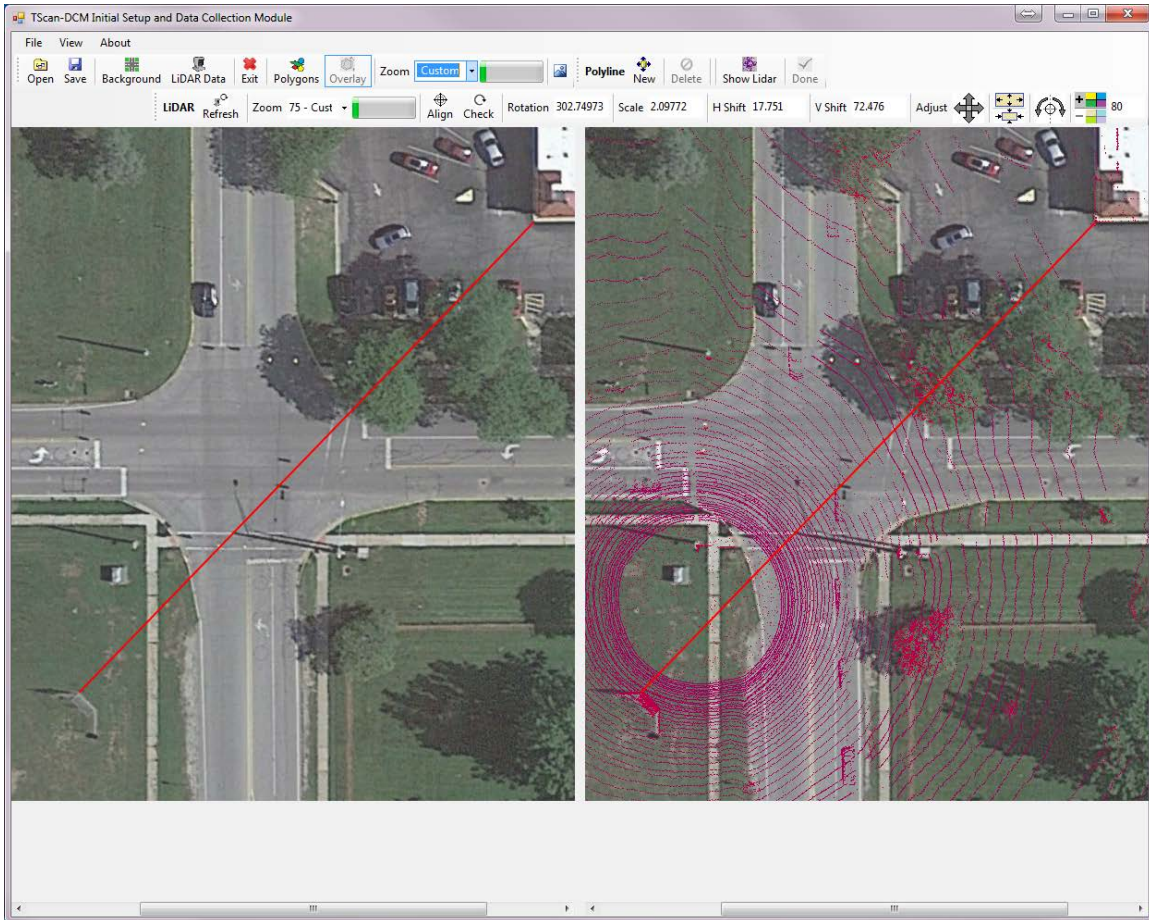 TScan-DCM Initial Setup and Data Collection Module
File View About
Open Save Background LiDAR Data Exit Polygons Overlay Zoom Custom Polyline New Delete Show Lidar Done
LiDAR Refresh Zoom 75 - Cust Align Check Rotation 302.74973 Scale 2.09772 H Shift 17.751 V Shift 72.476 Adjust 80